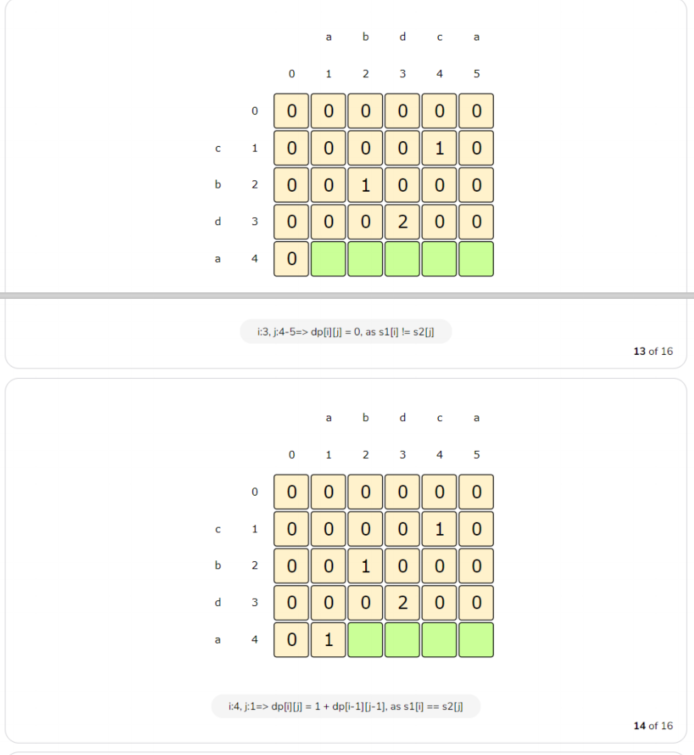 a b d c a
0 1 2 3 4 5
0 0 0 0 0 0 0
c 1 0 0 0 0 1 0
b 2 0 0 1 0 0 0
d 3 0 0 0 2 0 0
a 4 0
i:3, j:4-5=> dp[i][j] = 0, as s1[i] != s2[j]
13 of 16
a b d c a
0 1 2 3 4 5
0 0 0 0 0 0 0
c 1 0 0 0 0 1 0
b 2 0 0 1 0 0 0
d 3 0 0 0 2 0 0
a 4 0 1
i:4, j:1=> dp[i][j] = 1 + dp[i-1][j-1], as s1[i] == s2[j]
14 of 16